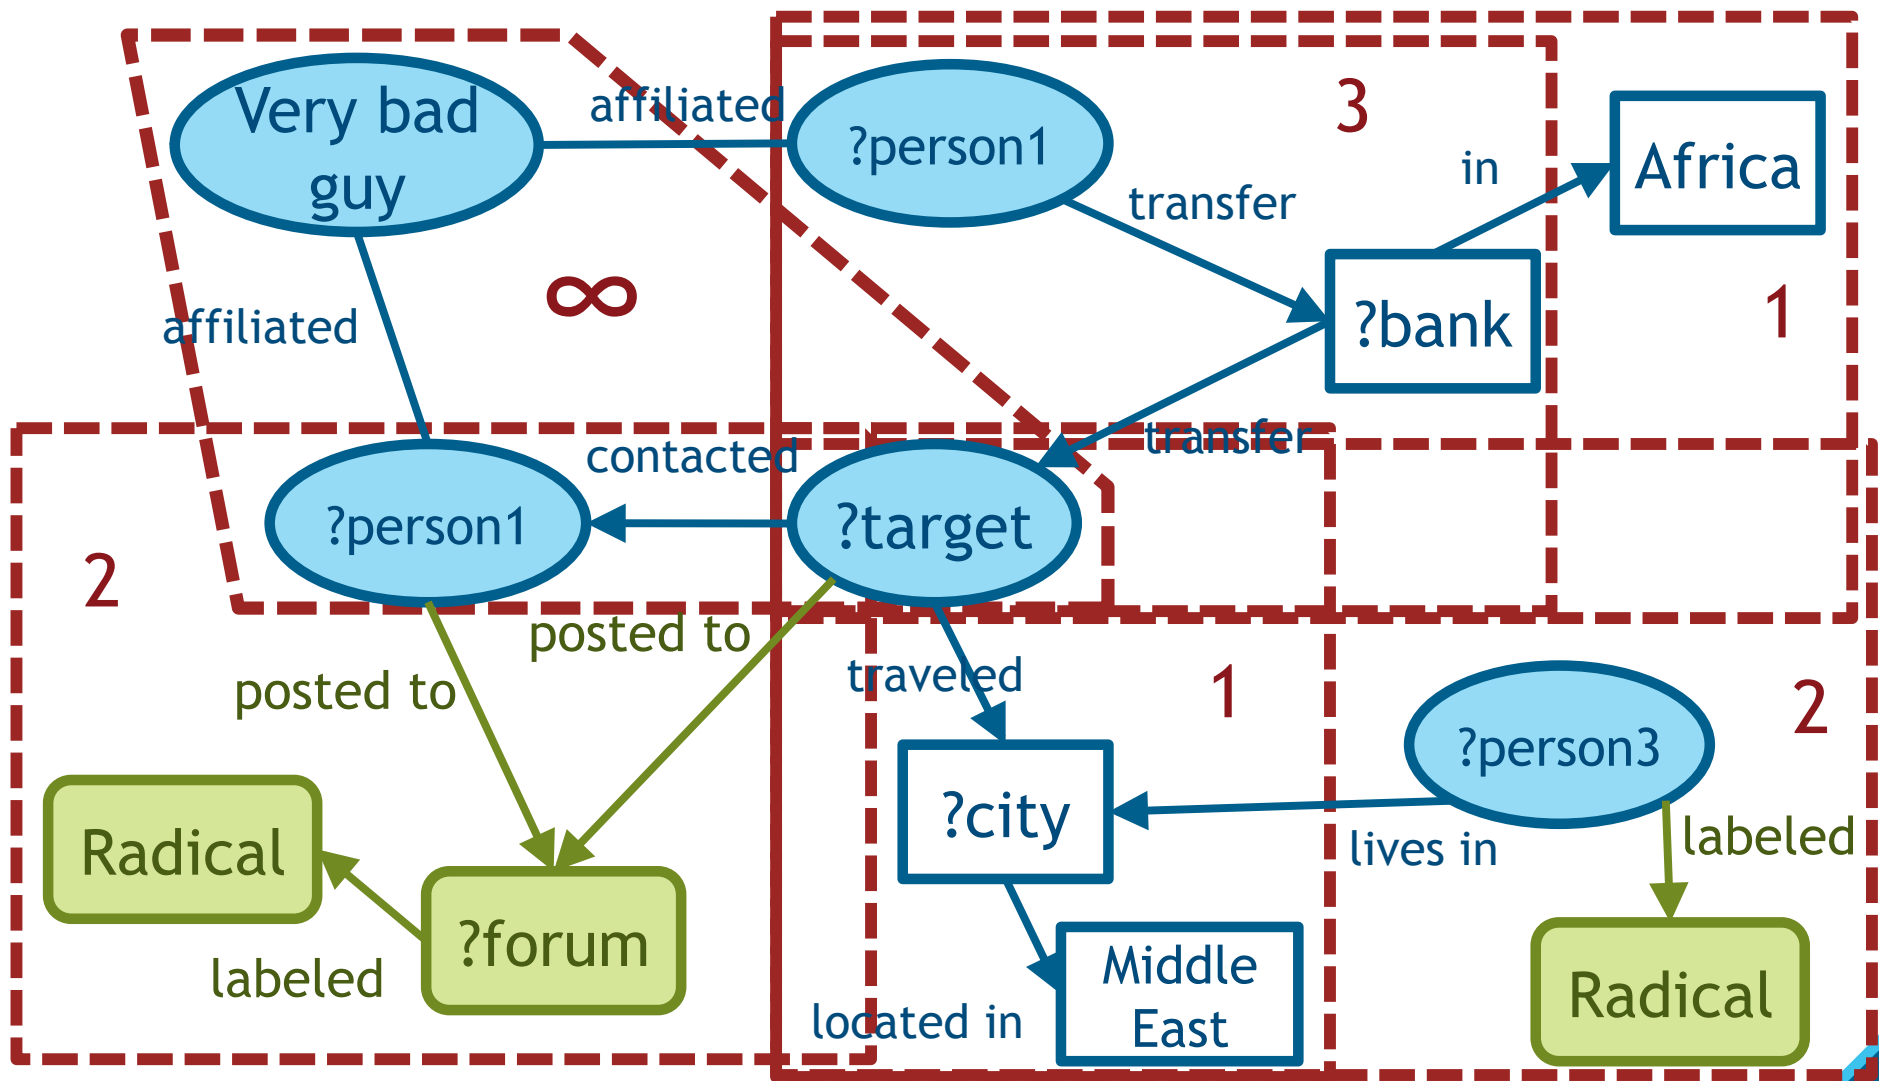 Very bad
guy
affiliated
?person1
3
Africa
in
transfer
∞
1
?bank
affiliated
transfer
contacted
?person1
?target
2
posted to
posted to
traveled
1
2
?person3
?city
lives in
labeled
Radical
?forum
labeled
Middle
East
located in
Radical